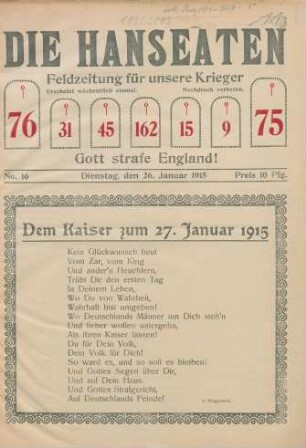 DIE HANSEATEN
Feldzeitung für unsere Krieger
Erscheint wöchentlich einmal. Nachdruck verboten.
76 31 45 162 15 9 75
Gott strafe England!
No. 16 Dienstag, den 26. Januar 1915 Preis 10 Pfg.
Dem Kaiser zum 27. Januar 1915
Kein Glückwunsch heut
Vom Zar, vom King
Und ander'n Heuchlern,
Trübt Dir den ersten Tag
In Deinem Leben,
Wo Du von Wahrheit,
Wahrhaft bist umgeben!
Wo Deutschlands Männer um Dich steh'n
Und lieber wollen untergehn,
Als ihren Kaiser lassen!
Du für Dein Volk,
Dein Volk für Dich!
So ward es, und so soll es bleiben!
Und Gottes Segen über Dir,
Und auf Dein Haus.
Und Gottes Strafgericht,
Auf Deutschlands Feinde!